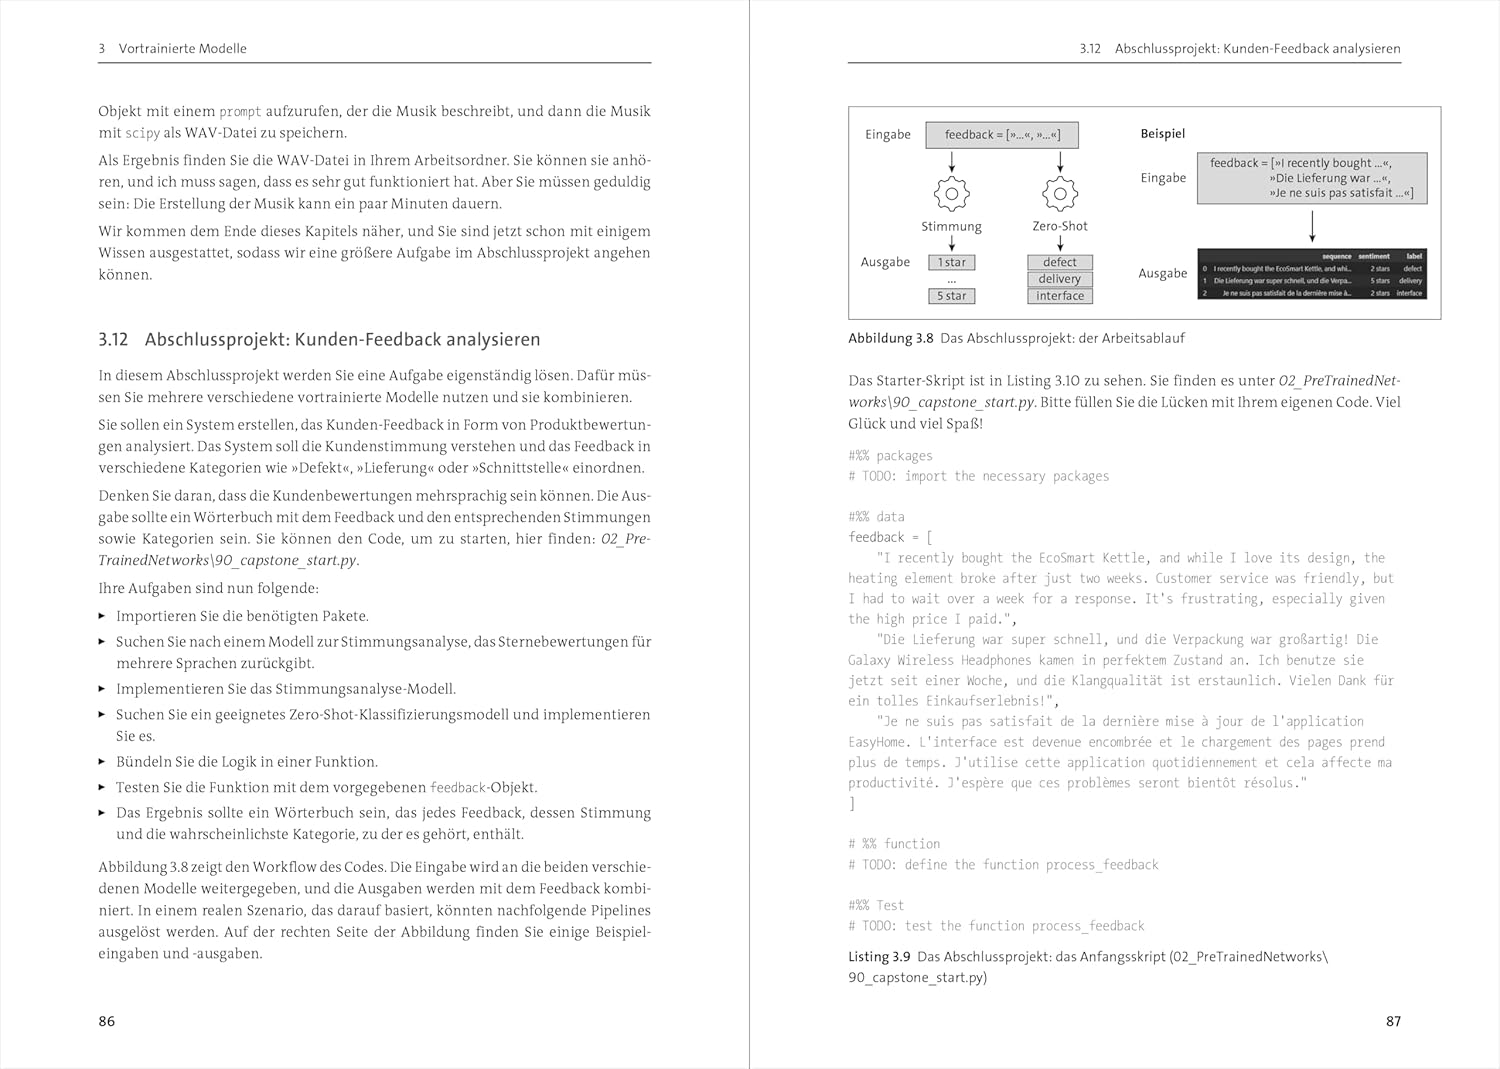 3 Vortrainierte Modelle
Objekt mit einem prompt aufzurufen, der die Musik beschreibt, und dann die Musik
mit scipy als WAV-Datei zu speichern.
Als Ergebnis finden Sie die WAV-Datei in Ihrem Arbeitsordner. Sie können sie anhö-
ren, und ich muss sagen, dass es sehr gut funktioniert hat. Aber Sie müssen geduldig
sein: Die Erstellung der Musik kann ein paar Minuten dauern.
Wir kommen dem Ende dieses Kapitels näher, und Sie sind jetzt schon mit einigem
Wissen ausgestattet, sodass wir eine größere Aufgabe im Abschlussprojekt angehen
können.
3.12 Abschlussprojekt: Kunden-Feedback analysieren
In diesem Abschlussprojekt werden Sie eine Aufgabe eigenständig lösen. Dafür müs-
sen Sie mehrere verschiedene vortrainierte Modelle nutzen und sie kombinieren.
Sie sollen ein System erstellen, das Kunden-Feedback in Form von Produktbewertun-
gen analysiert. Das System soll die Kundenstimmung verstehen und das Feedback in
verschiedene Kategorien wie »Defekt«, »Lieferung« oder »Schnittstelle« einordnen.
Denken Sie daran, dass die Kundenbewertungen mehrsprachig sein können. Die Aus-
gabe sollte ein Wörterbuch mit dem Feedback und den entsprechenden Stimmungen
sowie Kategorien sein. Sie können den Code, um zu starten, hier finden: 02_Pre-
TrainedNetworks\90_capstone_start.py.
Ihre Aufgaben sind nun folgende:
► Importieren Sie die benötigten Pakete.
► Suchen Sie nach einem Modell zur Stimmungsanalyse, das Sternebewertungen für
mehrere Sprachen zurückgibt.
► Implementieren Sie das Stimmungsanalyse-Modell.
► Suchen Sie ein geeignetes Zero-Shot-Klassifizierungsmodell und implementieren
Sie es.
► Bündeln Sie die Logik in einer Funktion.
► Testen Sie die Funktion mit dem vorgegebenen feedback-Objekt.
► Das Ergebnis sollte ein Wörterbuch sein, das jedes Feedback, dessen Stimmung
und die wahrscheinlichste Kategorie, zu der es gehört, enthält.
Abbildung 3.8 zeigt den Workflow des Codes. Die Eingabe wird an die beiden verschie-
denen Modelle weitergegeben, und die Ausgaben werden mit dem Feedback kombi-
niert. In einem realen Szenario, das darauf basiert, könnten nachfolgende Pipelines
ausgelöst werden. Auf der rechten Seite der Abbildung finden Sie einige Beispiel-
eingaben und -ausgaben.
86
3.12 Abschlussprojekt: Kunden-Feedback analysieren
Eingabe
feedback = [»...«, »...«]
Stimmung
Zero-Shot
Ausgabe
1 star
...
5 star
defect
delivery
interface
Beispiel
Eingabe
feedback = [»I recently bought ...«,
»Die Lieferung war ...«,
»Je ne suis pas satisfait ...«]
Ausgabe
sequence sentiment label
0 I recently bought the EcoSmart Kettle, and whi... 2 stars defect
1 Die Lieferung war super schnell, und die Verpa... 5 stars delivery
2 Je ne suis pas satisfait de la dernière mise à... 2 stars interface
Abbildung 3.8 Das Abschlussprojekt: der Arbeitsablauf
Das Starter-Skript ist in Listing 3.10 zu sehen. Sie finden es unter 02_PreTrainedNet-
works\90_capstone_start.py. Bitte füllen Sie die Lücken mit Ihrem eigenen Code. Viel
Glück und viel Spaß!
#%% packages
# TODO: import the necessary packages
#%% data
feedback = [
"I recently bought the EcoSmart Kettle, and while I love its design, the
heating element broke after just two weeks. Customer service was friendly, but
I had to wait over a week for a response. It's frustrating, especially given
the high price I paid.",
"Die Lieferung war super schnell, und die Verpackung war großartig! Die
Galaxy Wireless Headphones kamen in perfektem Zustand an. Ich benutze sie
jetzt seit einer Woche, und die Klangqualität ist erstaunlich. Vielen Dank für
ein tolles Einkaufserlebnis!",
"Je ne suis pas satisfait de la dernière mise à jour de l'application
EasyHome. L'interface est devenue encombrée et le chargement des pages prend
plus de temps. J'utilise cette application quotidiennement et cela affecte ma
productivité. J'espère que ces problèmes seront bientôt résolus."
]
# %% function
# TODO: define the function process_feedback
#%% Test
# TODO: test the function process_feedback
Listing 3.9 Das Abschlussprojekt: das Anfangsskript (02_PreTrainedNetworks\
90_capstone_start.py)
87